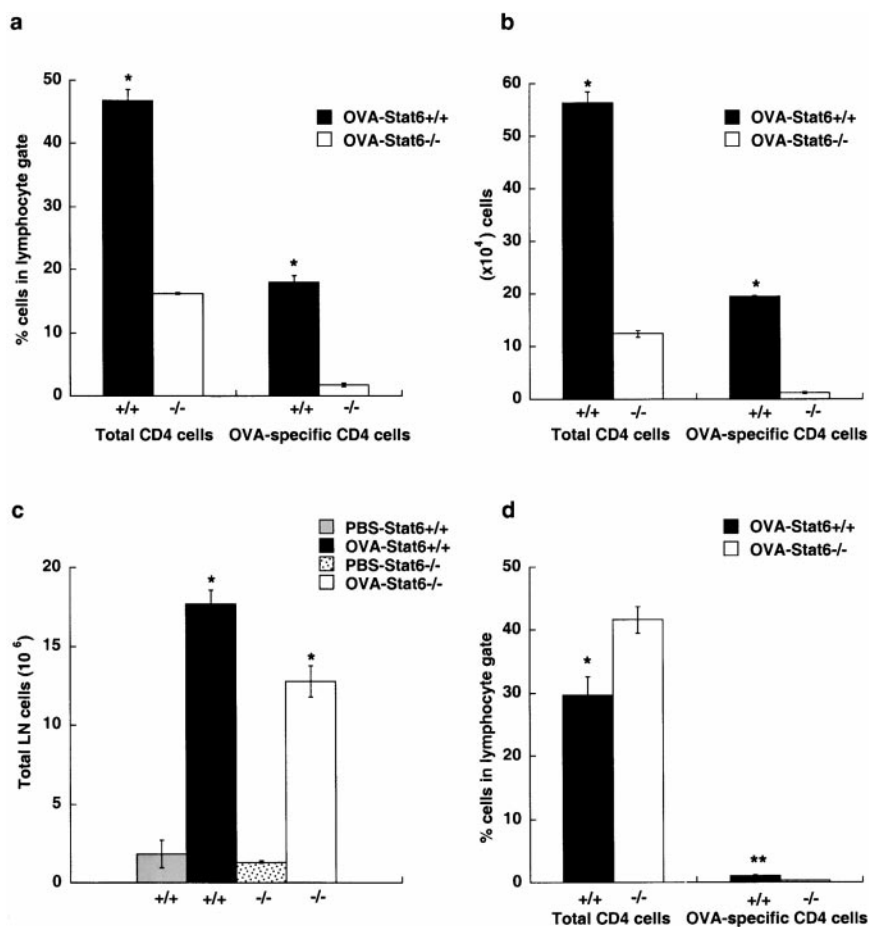 a
% cells in lymphocyte gate
50
40
30
20
10
0
*
*
OVA-Stat6+/+
OVA-Stat6-/-
+/+ -/- +/+ -/-
Total CD4 cells OVA-specific CD4 cells
b
(x10⁴) cells
60
50
40
30
20
10
0
*
*
OVA-Stat6+/+
OVA-Stat6-/-
+/+ -/- +/+ -/-
Total CD4 cells OVA-specific CD4 cells
c
Total LN cells (10⁶)
20
15
10
5
0
*
*
PBS-Stat6+/+
OVA-Stat6+/+
PBS-Stat6-/-
OVA-Stat6-/-
+/+ +/+ -/- -/-
d
% cells in lymphocyte gate
50
40
30
20
10
0
*
**
OVA-Stat6+/+
OVA-Stat6-/-
+/+ -/- +/+ -/-
Total CD4 cells OVA-specific CD4 cells